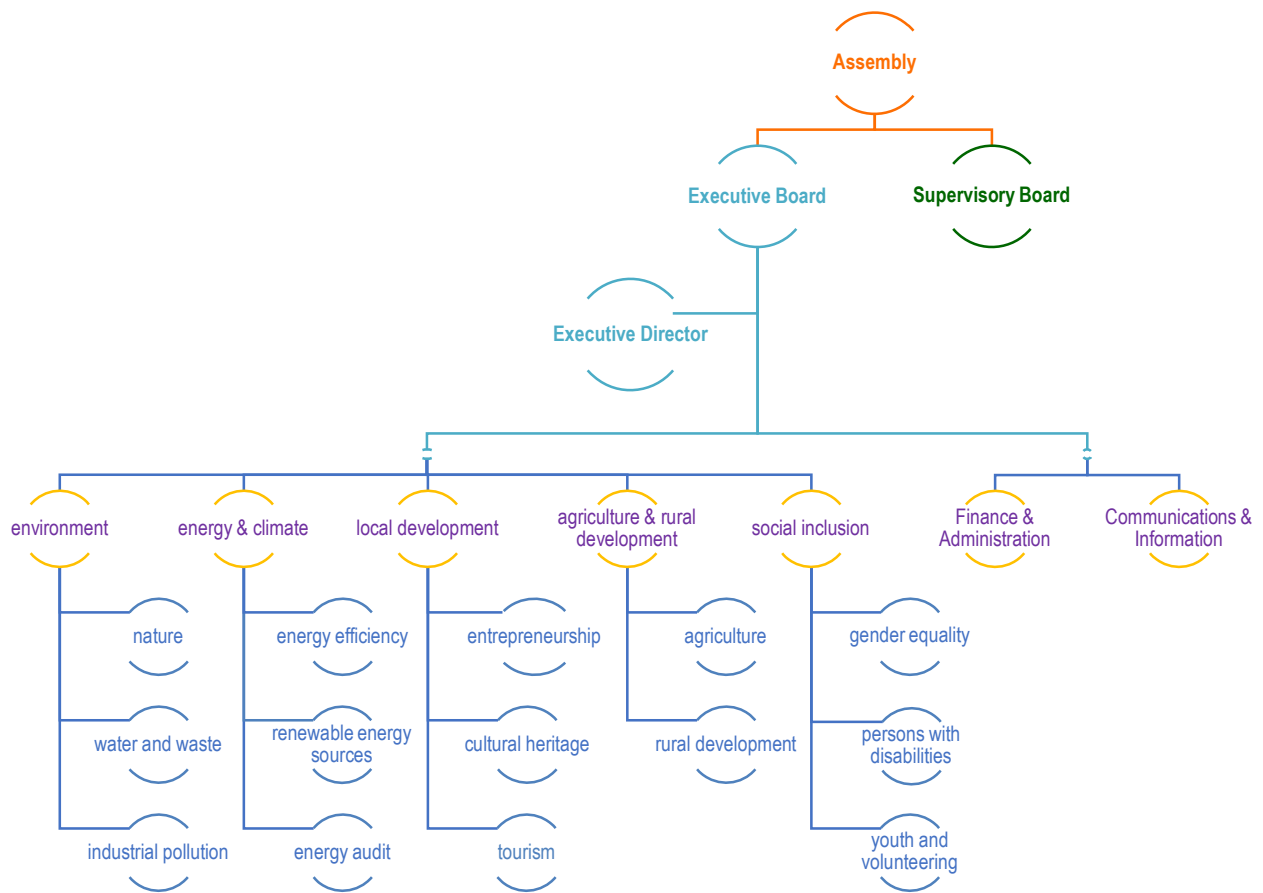 Assembly
Executive Board
Supervisory Board
Executive Director
environment
energy & climate
local development
agriculture & rural
development
social inclusion
Finance &
Administration
Communications &
Information
nature
energy efficiency
entrepreneurship
agriculture
gender equality
water and waste
renewable energy
sources
cultural heritage
rural development
persons with
disabilities
industrial pollution
energy audit
tourism
youth and
volunteering